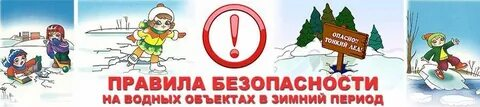 ОПАСНО!
ТОНКИЙ ЛЁД!
ПРАВИЛА БЕЗОПАСНОСТИ
НА ВОДНЫХ ОБЪЕКТАХ В ЗИМНИЙ ПЕРИОД